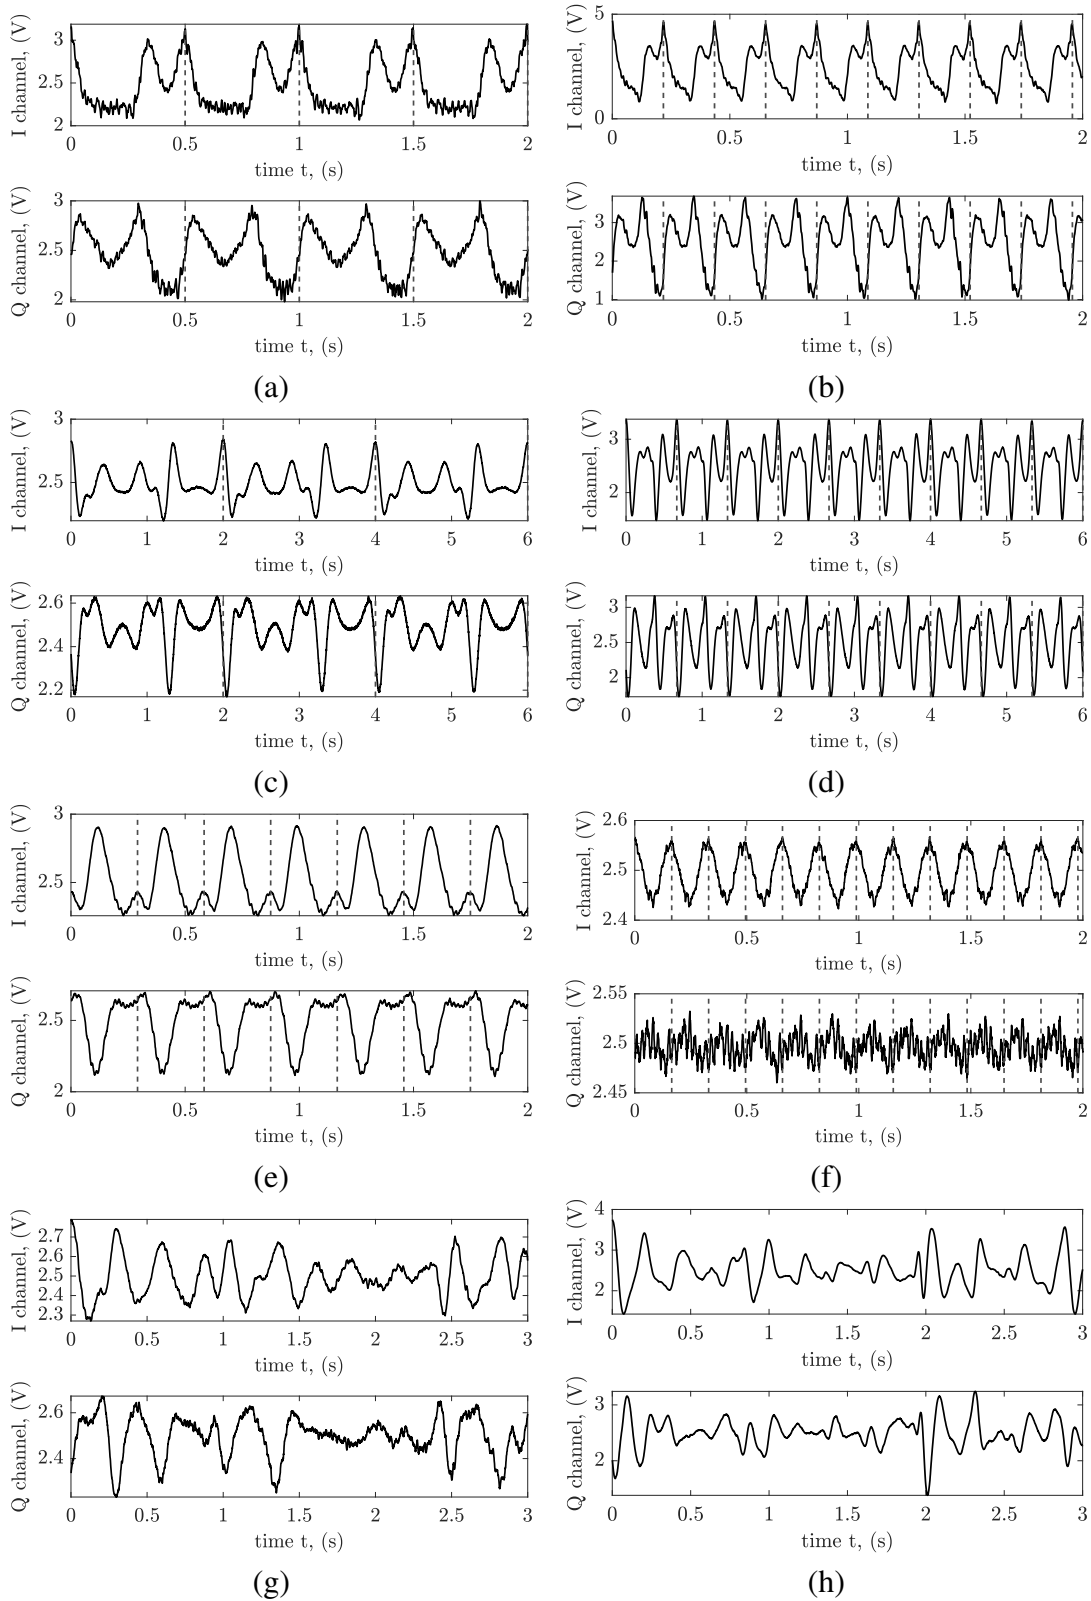 I channel, (V)
3
2.5
2
0 0.5 1 1.5 2
time t, (s)
Q channel, (V)
3
2.5
2
0 0.5 1 1.5 2
time t, (s)
(a)
I channel, (V)
5
0
0 0.5 1 1.5 2
time t, (s)
Q channel, (V)
3
2
1
0 0.5 1 1.5 2
time t, (s)
(b)
I channel, (V)
3
2.5
1 2 3 4 5 6
time t, (s)
Q channel, (V)
2.6
2.4
2.2
0 1 2 3 4 5 6
time t, (s)
(c)
I channel, (V)
3
2
0 1 2 3 4 5 6
time t, (s)
Q channel, (V)
3
2.5
2
0 1 2 3 4 5 6
time t, (s)
(d)
I channel, (V)
3
2.5
0 0.5 1 1.5 2
time t, (s)
Q channel, (V)
2.5
2
0 0.5 1 1.5 2
time t, (s)
(e)
I channel, (V)
2.6
2.5
2.4
0 0.5 1 1.5 2
time t, (s)
Q channel, (V)
2.55
2.5
2.45
0 0.5 1 1.5 2
time t, (s)
(f)
I channel, (V)
2.7
2.6
2.5
2.4
2.3
0 0.5 1 1.5 2 2.5 3
time t, (s)
Q channel, (V)
2.6
2.4
0 0.5 1 1.5 2 2.5 3
time t, (s)
(g)
I channel, (V)
4
3
2
0 0.5 1 1.5 2 2.5 3
time t, (s)
Q channel, (V)
3
2
0 0.5 1 1.5 2 2.5 3
time t, (s)
(h)